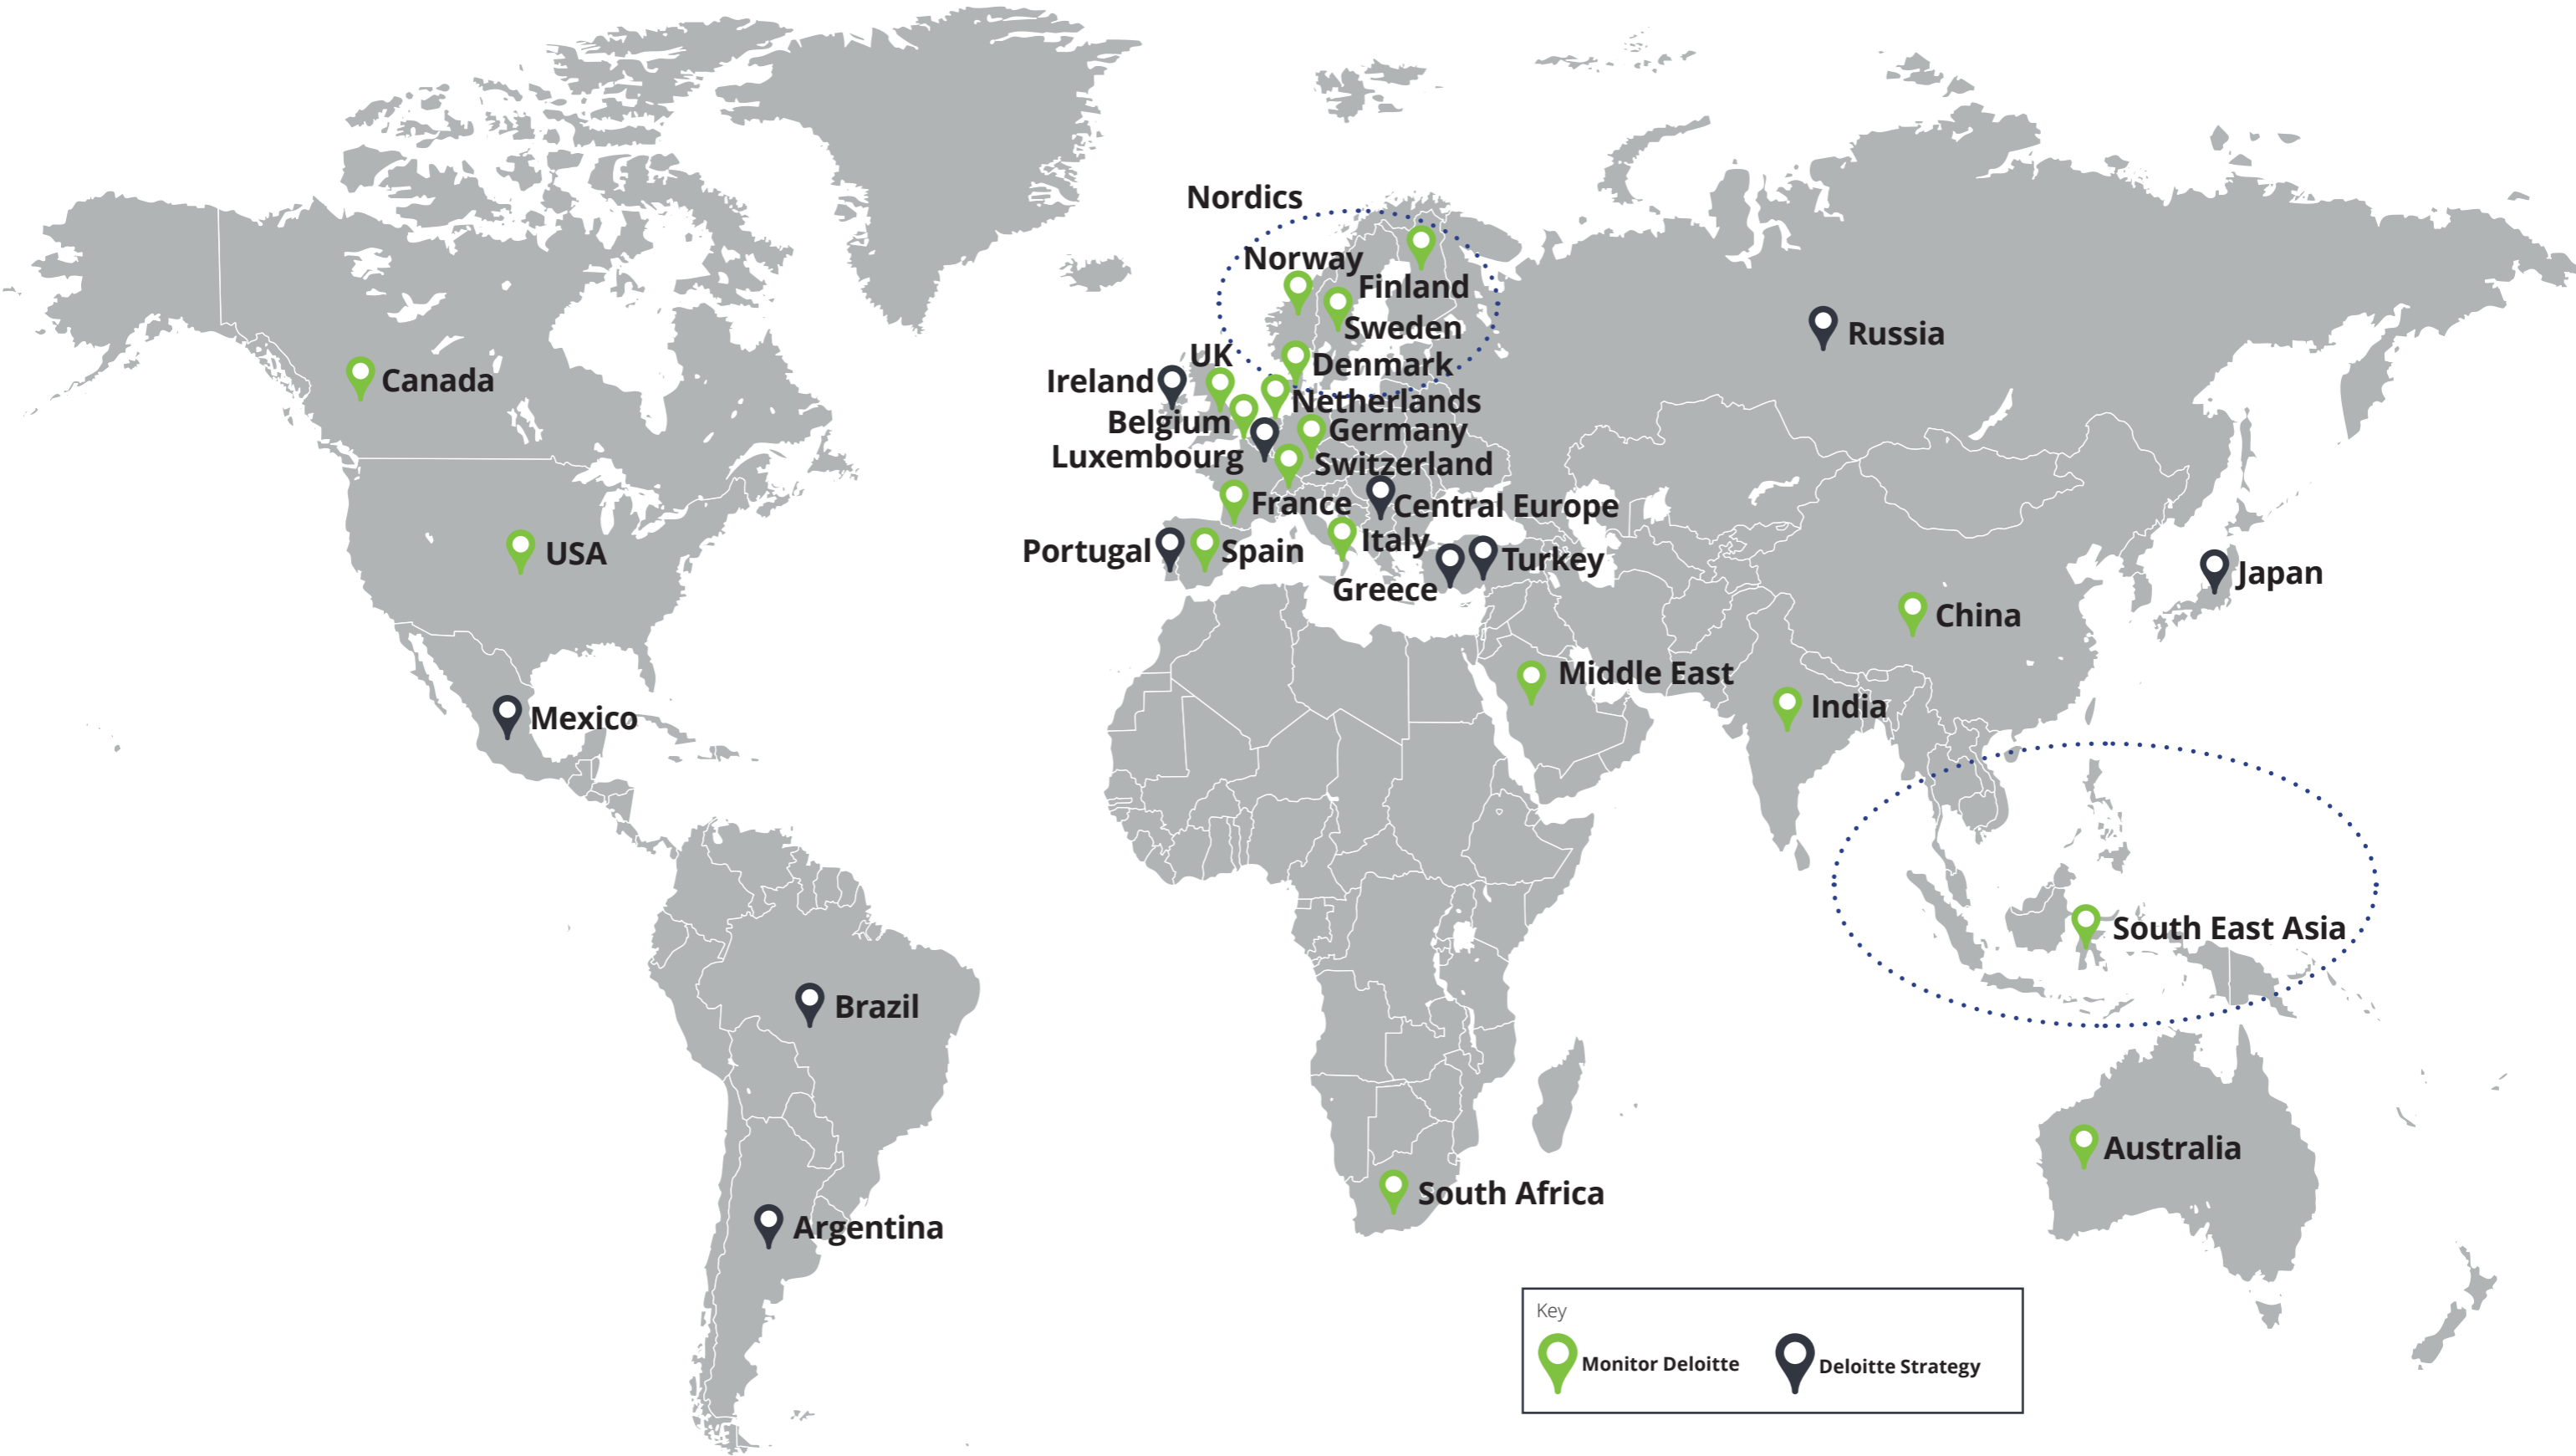 Nordics
Norway
Finland
Sweden
Russia
UK
Denmark
Canada
Ireland
Netherlands
Belgium
Germany
Luxembourg
Switzerland
France
Central Europe
USA
Portugal
Spain
Italy
Turkey
Greece
Japan
China
Middle East
India
Mexico
South East Asia
Brazil
Australia
South Africa
Argentina
Key
Monitor Deloitte
Deloitte Strategy